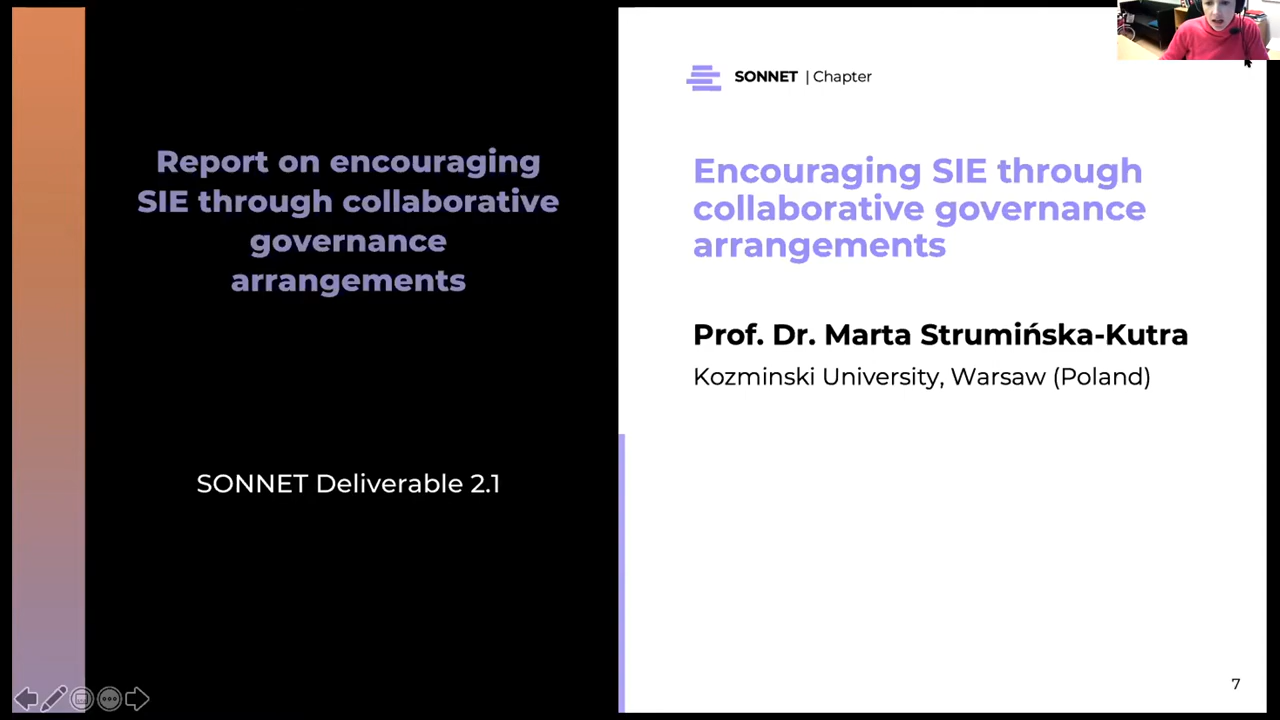 Report on encouraging
SIE through collaborative
governance
arrangements
SONNET Deliverable 2.1
SONNET | Chapter
Encouraging SIE through
collaborative governance
arrangements
Prof. Dr. Marta Strumińska-Kutra
Kozminski University, Warsaw (Poland)
7